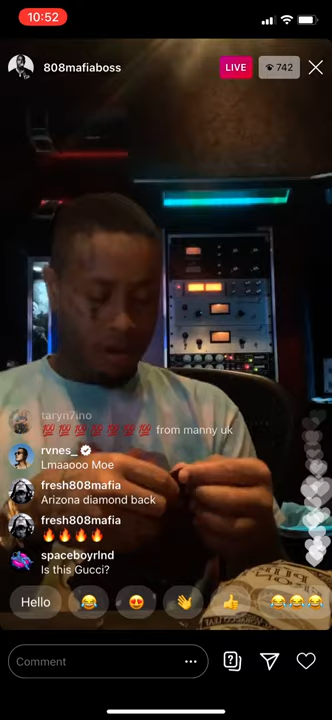 10:52
808mafiaboss
LIVE
742
taryn7ino
💯 💯 💯 💯 💯 💯 💯 from manny uk
rvnes_
Lmaaooo Moe
fresh808mafia
Arizona diamond back
fresh808mafia
🔥🔥🔥🔥
spaceboyrlnd
Is this Gucci?
Hello 😂 😍 👋 👍 😂😂😂
Comment